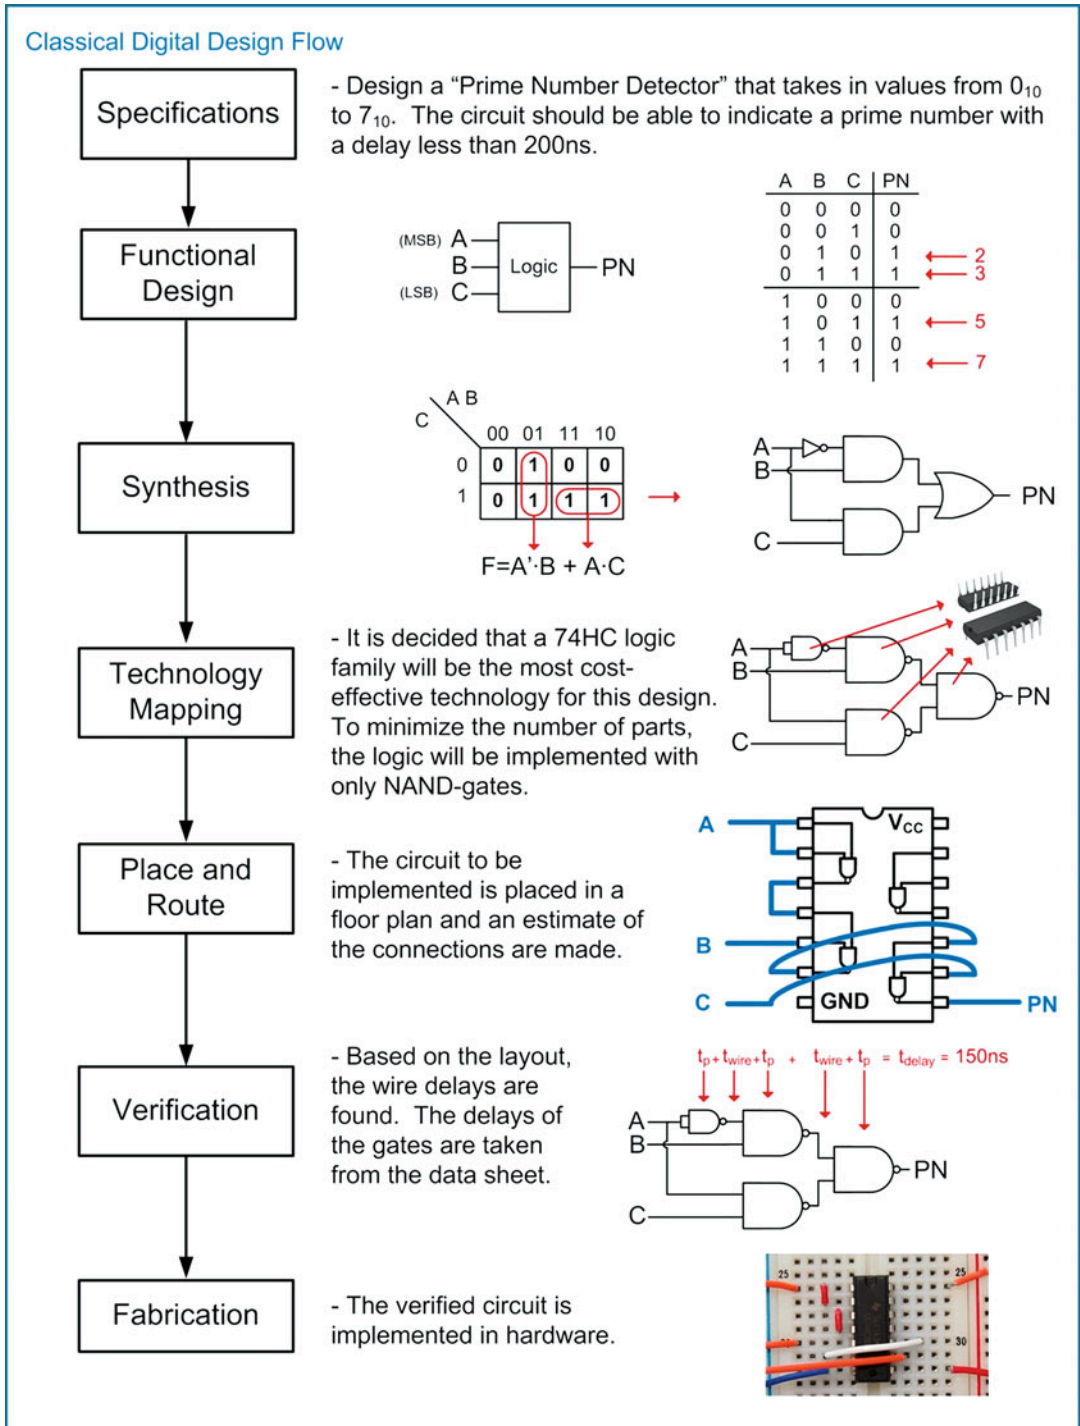 Classical Digital Design Flow
Specifications
- Design a “Prime Number Detector” that takes in values from 0₁₀
to 7₁₀. The circuit should be able to indicate a prime number with
a delay less than 200ns.
Functional
Design
(MSB) A
B
(LSB) C
Logic
PN
A B C PN
0 0 0 0
0 0 1 0
0 1 0 1 2
0 1 1 1 3
1 0 0 0
1 0 1 1 5
1 1 0 0
1 1 1 1 7
Synthesis
A B
C
00 01 11 10
0 0 1 0 0
1 0 1 1 1
F=A'·B + A·C
A
B
C
PN
Technology
Mapping
- It is decided that a 74HC logic
family will be the most cost-
effective technology for this design.
To minimize the number of parts,
the logic will be implemented with
only NAND-gates.
A
B
C
PN
Place and
Route
- The circuit to be
implemented is placed in a
floor plan and an estimate of
the connections are made.
A
VCC
B
C
GND
PN
Verification
- Based on the layout,
the wire delays are
found. The delays of
the gates are taken
from the data sheet.
tp+twire+tp + twire+tp = tdelay = 150ns
A
B
C
PN
Fabrication
- The verified circuit is
implemented in hardware.
25 25
30